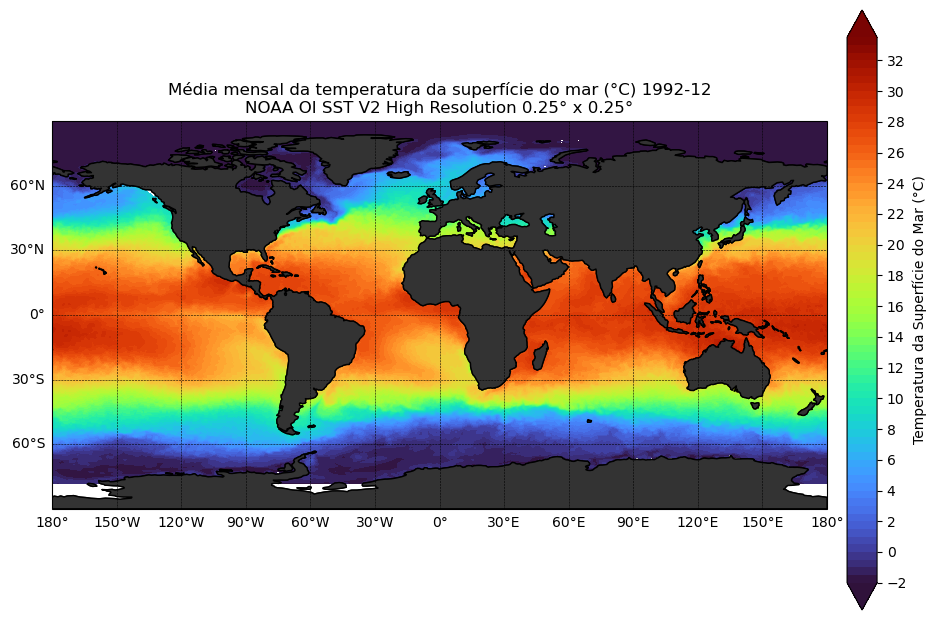 Média mensal da temperatura da superfície do mar (°C) 1992-12
NOAA OI SST V2 High Resolution 0.25° x 0.25°
60°N
30°N
0°
30°S
60°S
180° 150°W 120°W 90°W 60°W 30°W 0° 30°E 60°E 90°E 120°E 150°E 180°
32
30
28
26
24
22
20
18
16
14
12
10
8
6
4
2
0
−2
Temperatura da Superfície do Mar (°C)